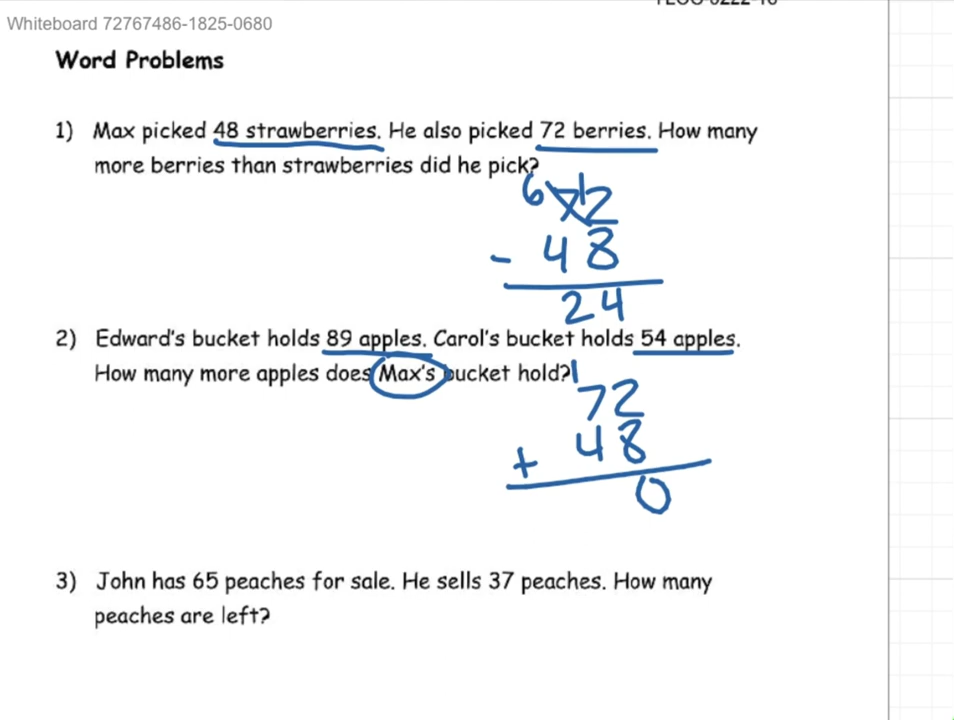 Whiteboard 72767486-1825-0680
Word Problems
1) Max picked 48 strawberries. He also picked 72 berries. How many
more berries than strawberries did he pick?
6 1
72
- 48
24
2) Edward's bucket holds 89 apples. Carol's bucket holds 54 apples.
How many more apples does Max's bucket hold?
1
72
+ 48
0
3) John has 65 peaches for sale. He sells 37 peaches. How many
peaches are left?